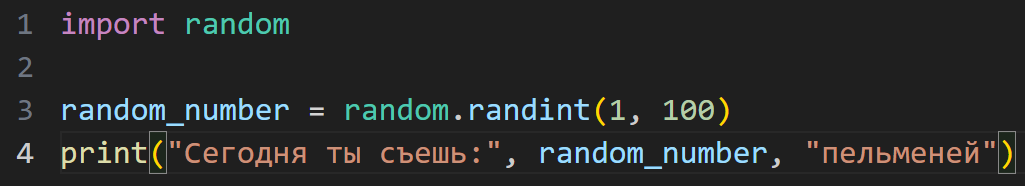 1 import random
2
3 random_number = random.randint(1, 100)
4 print("Сегодня ты съешь:", random_number, "пельменей")